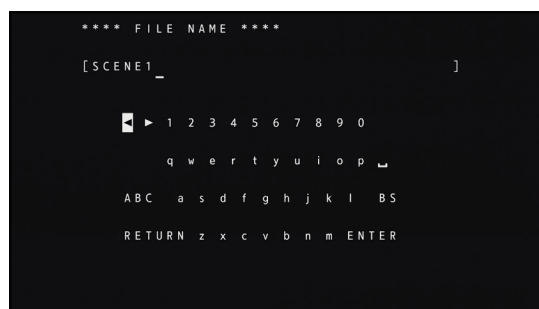 **** FILE NAME ****
[SCENE1_ ]
◀ ▶ 1 2 3 4 5 6 7 8 9 0
q w e r t y u i o p ␣
ABC a s d f g h j k l BS
RETURN z x c v b n m ENTER